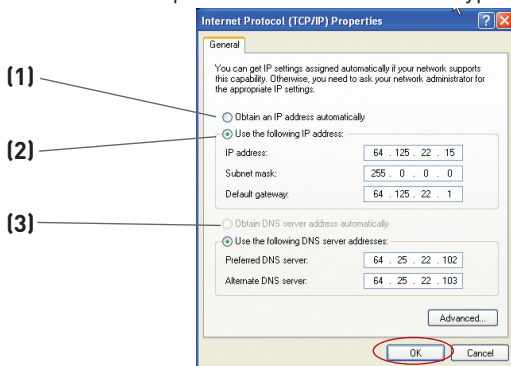 Internet Protocol (TCP/IP) Properties
General
You can get IP settings assigned automatically if your network supports
this capability. Otherwise, you need to ask your network administrator for
the appropriate IP settings.
(1)
Obtain an IP address automatically
(2)
Use the following IP address:
IP address: 64 . 125 . 22 . 15
Subnet mask: 255 . 0 . 0 . 0
Default gateway: 64 . 125 . 22 . 1
(3)
Obtain DNS server address automatically
Use the following DNS server addresses:
Preferred DNS server: 64 . 25 . 22 . 102
Alternate DNS server: 64 . 25 . 22 . 103
Advanced...
OK Cancel